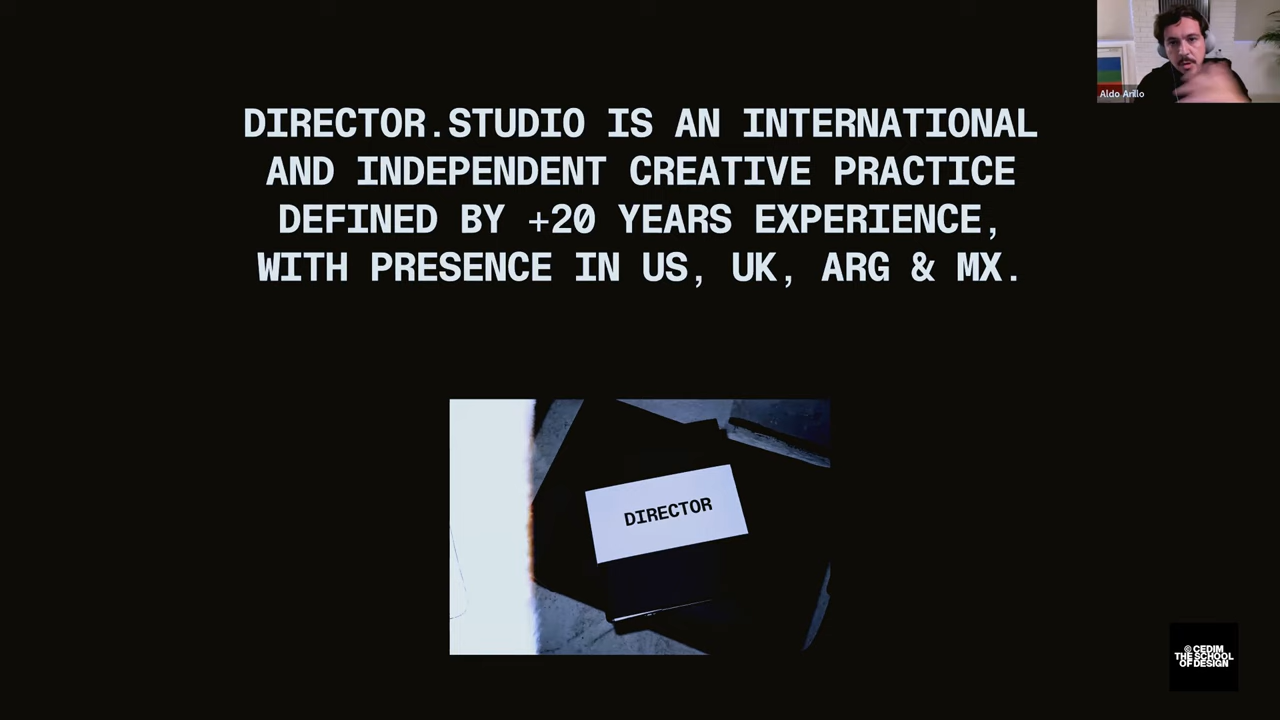 Aldo Arillo
DIRECTOR.STUDIO IS AN INTERNATIONAL
AND INDEPENDENT CREATIVE PRACTICE
DEFINED BY +20 YEARS EXPERIENCE,
WITH PRESENCE IN US, UK, ARG & MX.
DIRECTOR
@ CEDIM
THE SCHOOL
OF DESIGN